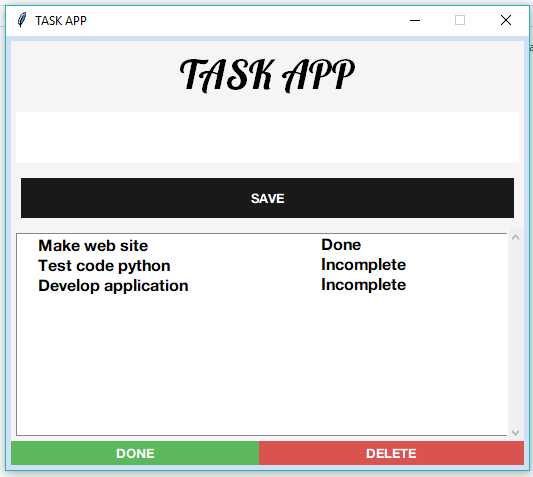 TASK APP
TASK APP
SAVE
Make web site Done
Test code python Incomplete
Develop application Incomplete
DONE DELETE